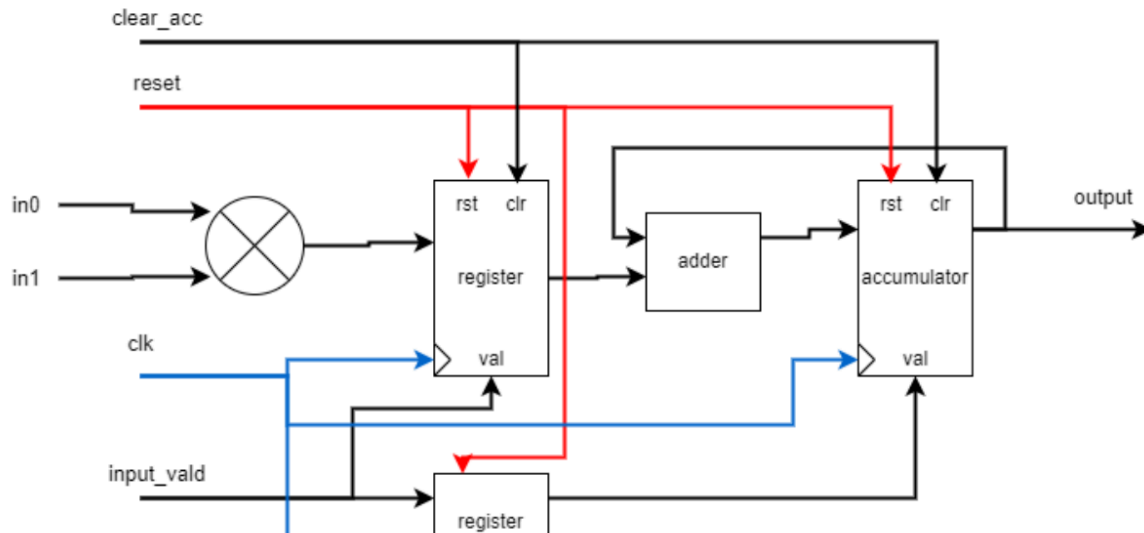 clear_acc
reset
in0
in1
rst clr
register
val
adder
rst clr
accumulator
val
output
clk
input_vald
register